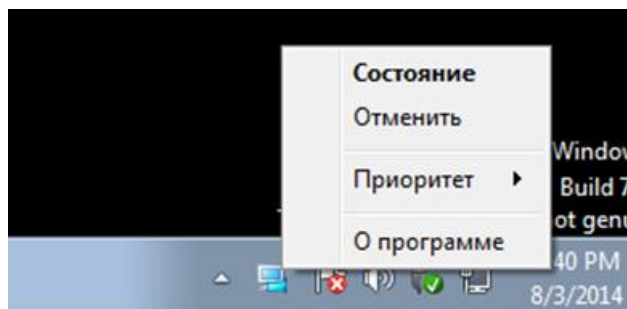 Состояние
Отменить
Приоритет
О программе
Windov
Build 7
ot genu
40 PM
8/3/2014